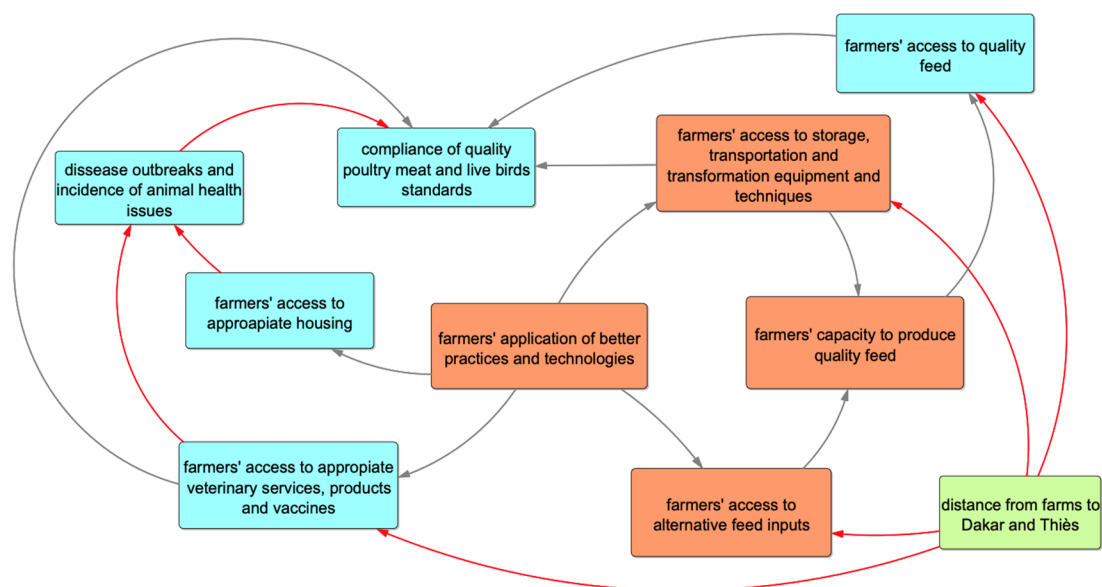 farmers' access to quality
feed
farmers' access to storage,
transportation and
transformation equipment and
techniques
compliance of quality
poultry meat and live birds
standards
dissease outbreaks and
incidence of animal health
issues
farmers' access to
approapiate housing
farmers' application of better
practices and technologies
farmers' capacity to produce
quality feed
farmers' access to appropiate
veterinary services, products
and vaccines
farmers' access to
alternative feed inputs
distance from farms to
Dakar and Thiès